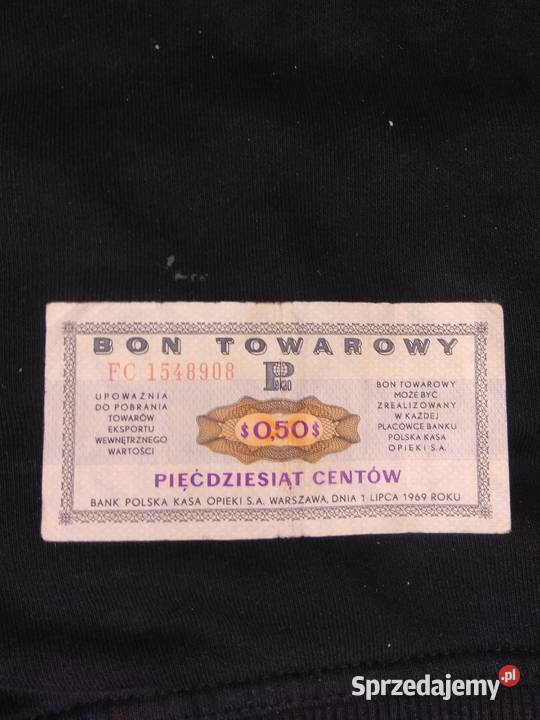 BON TOWAROWY
FC 1548908
P
PeKaO
UPOWAŻNIA
DO POBRANIA
TOWARÓW
EKSPORTU
WEWNĘTRZNEGO
WARTOŚCI
$0,50$
BON TOWAROWY
MOŻE BYĆ
ZREALIZOWANY
W KAŻDEJ
PLACÓWCE BANKU
POLSKA KASA
OPIEKI S.A.
PIĘĆDZIESIĄT CENTÓW
BANK POLSKA KASA OPIEKI S.A. WARSZAWA, DNIA 1 LIPCA 1969 ROKU
Sprzedajemy.pl